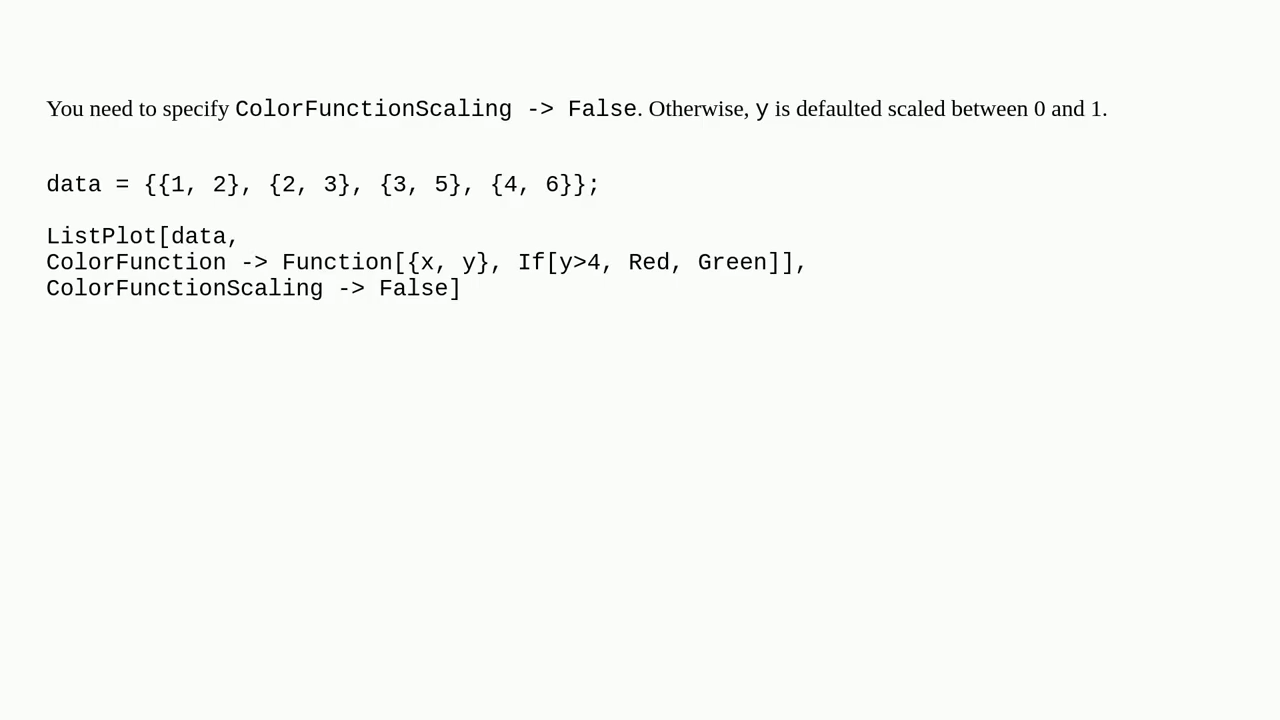 You need to specify ColorFunctionScaling -> False. Otherwise, y is defaulted scaled between 0 and 1.
data = {{1, 2}, {2, 3}, {3, 5}, {4, 6}};
ListPlot[data,
ColorFunction -> Function[{x, y}, If[y>4, Red, Green]],
ColorFunctionScaling -> False]